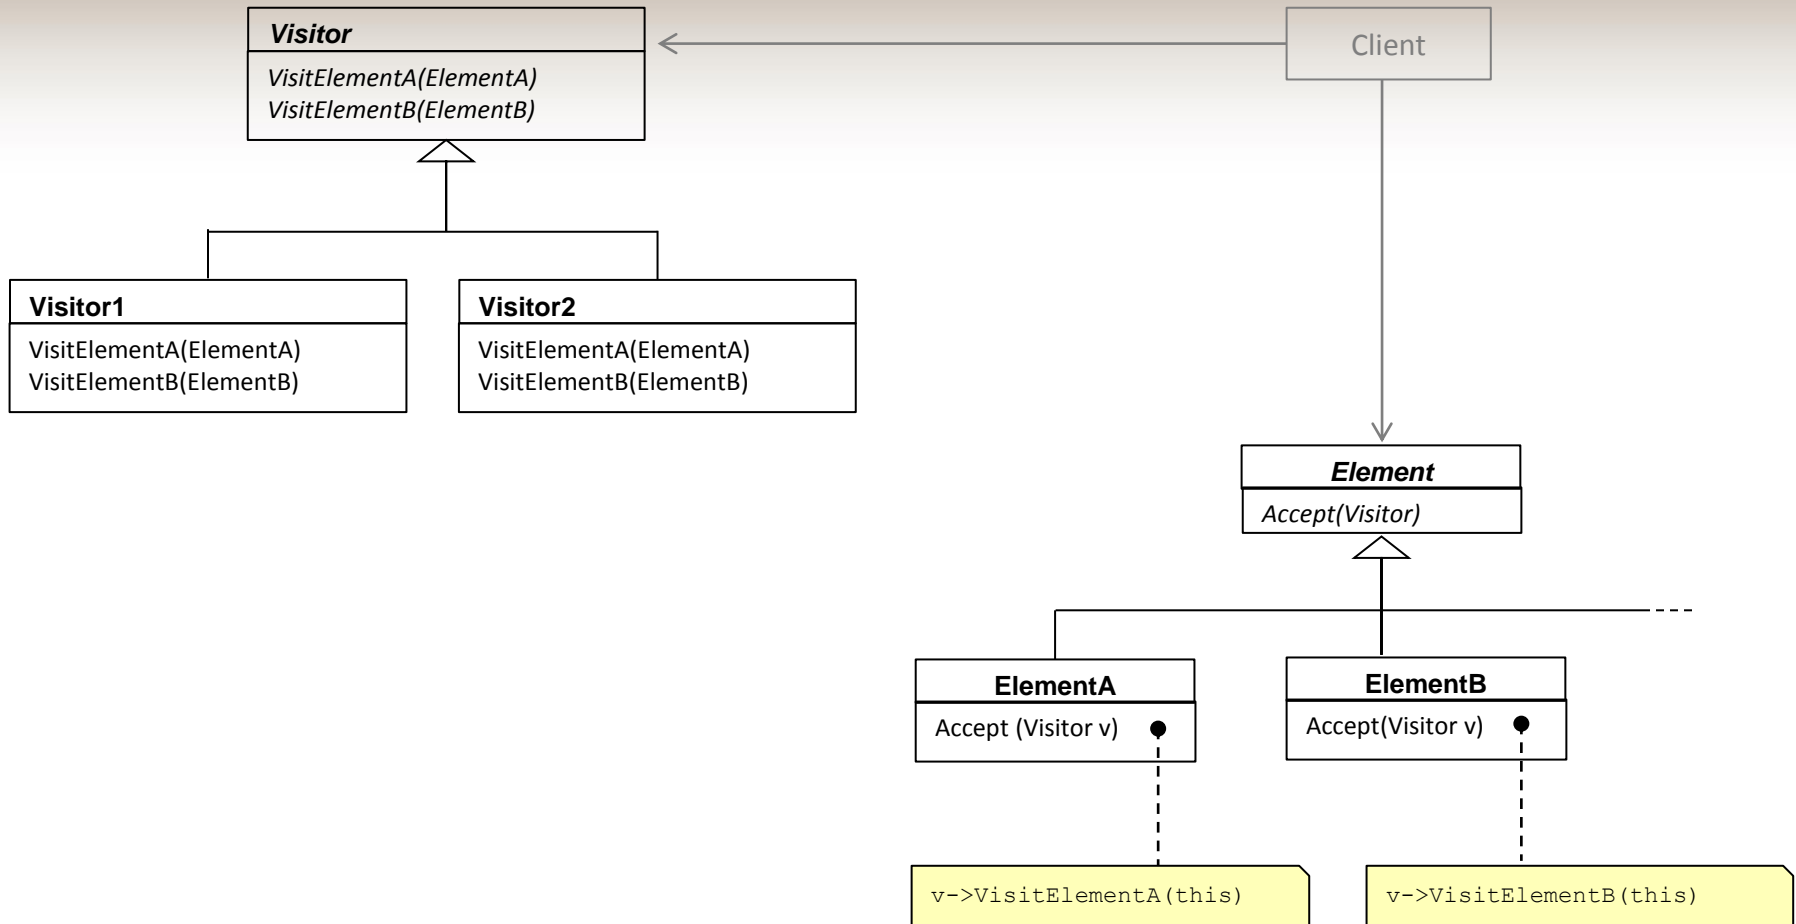 Visitor
VisitElementA(ElementA)
VisitElementB(ElementB)
Client
Visitor1
VisitElementA(ElementA)
VisitElementB(ElementB)
Visitor2
VisitElementA(ElementA)
VisitElementB(ElementB)
Element
Accept(Visitor)
ElementA
Accept (Visitor v)
ElementB
Accept(Visitor v)
v->VisitElementA(this)
v->VisitElementB(this)